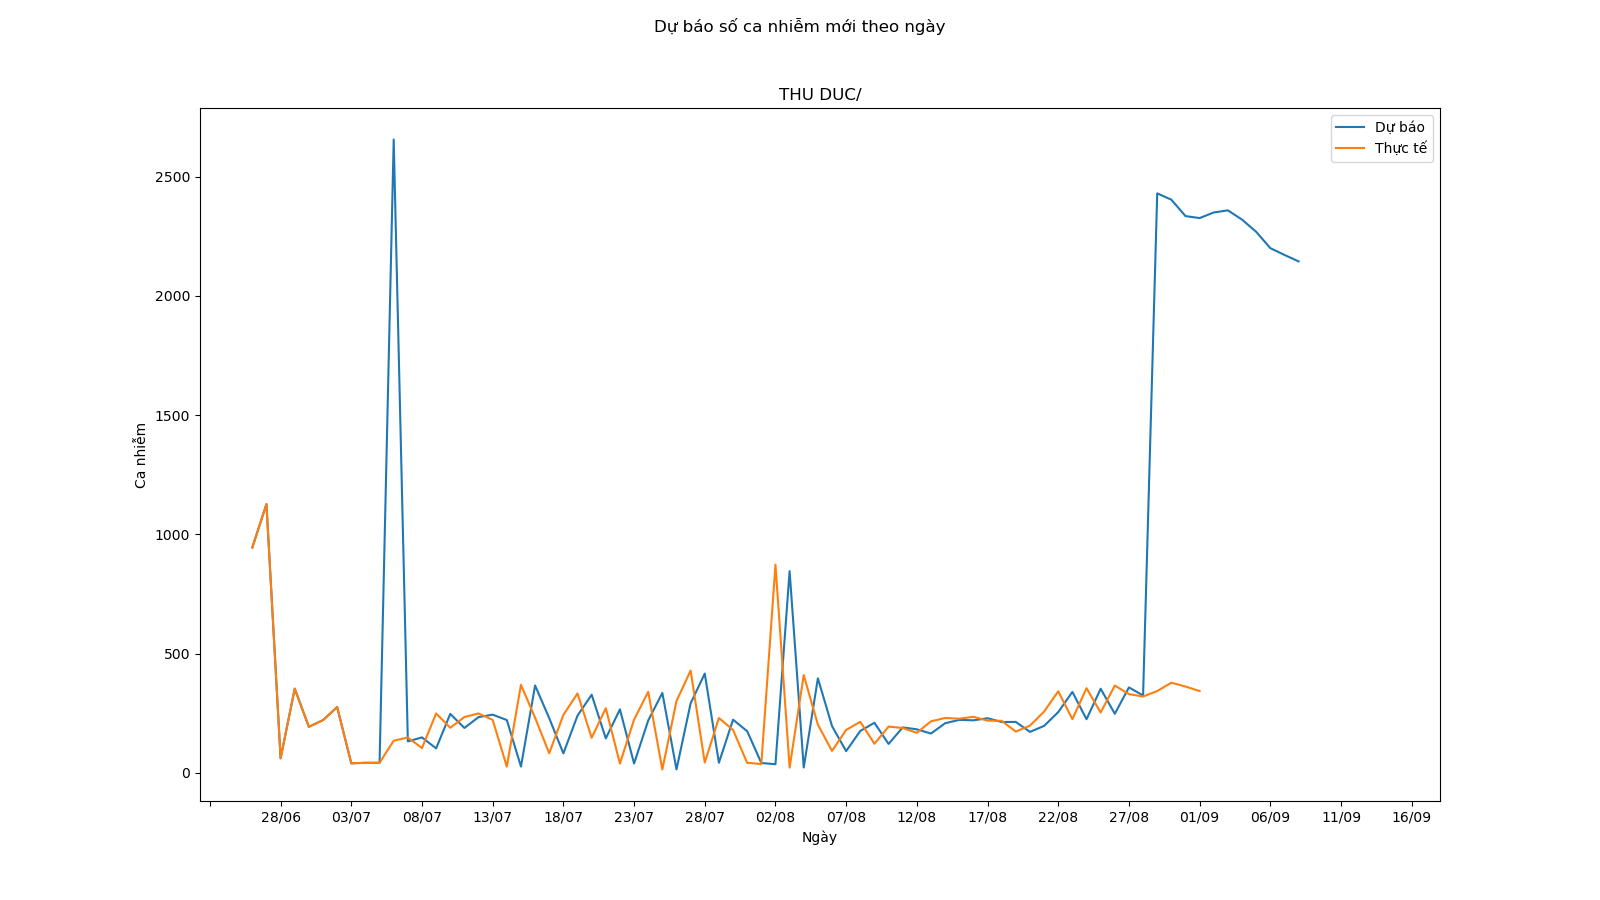 Dự báo số ca nhiễm mới theo ngày
THU DUC/
Dự báo
Thực tế
2500
2000
1500
1000
500
0
Ca nhiễm
28/06 03/07 08/07 13/07 18/07 23/07 28/07 02/08 07/08 12/08 17/08 22/08 27/08 01/09 06/09 11/09 16/09
Ngày